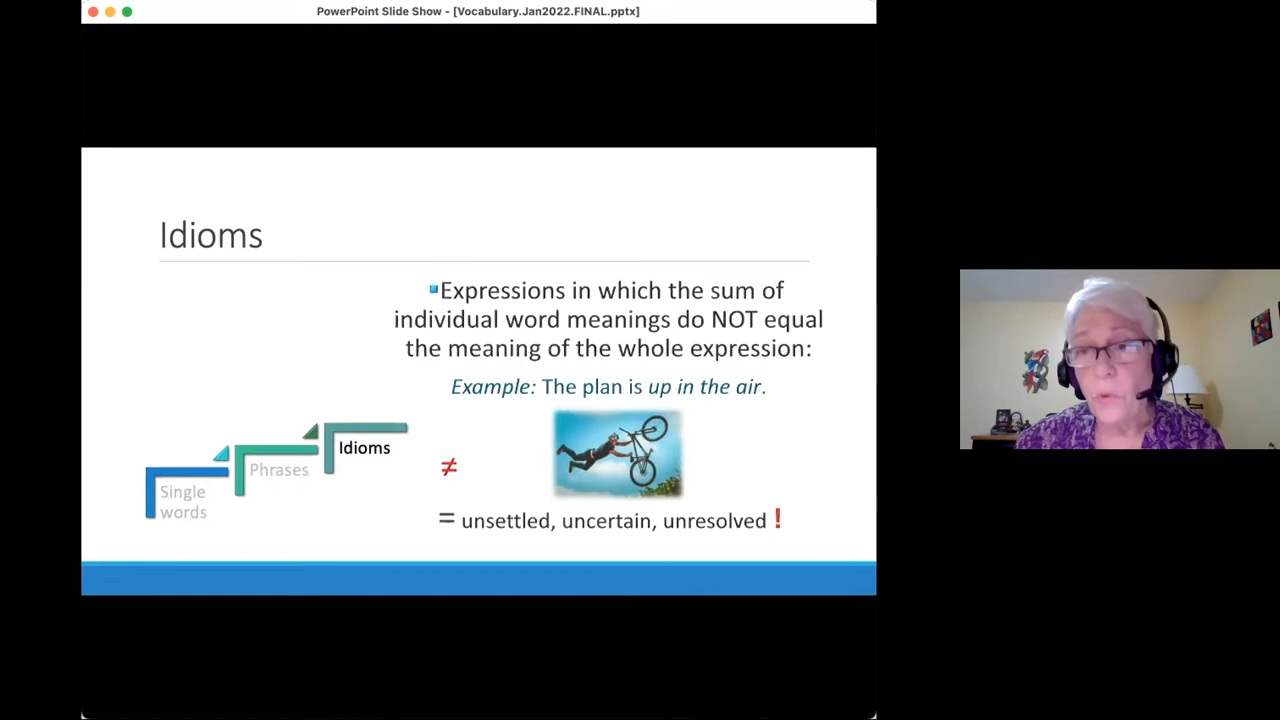 PowerPoint Slide Show - [Vocabulary.Jan2022.FINAL.pptx]
Idioms
Expressions in which the sum of
individual word meanings do NOT equal
the meaning of the whole expression:
Example: The plan is up in the air.
Idioms
Phrases
Single
words
≠
= unsettled, uncertain, unresolved !